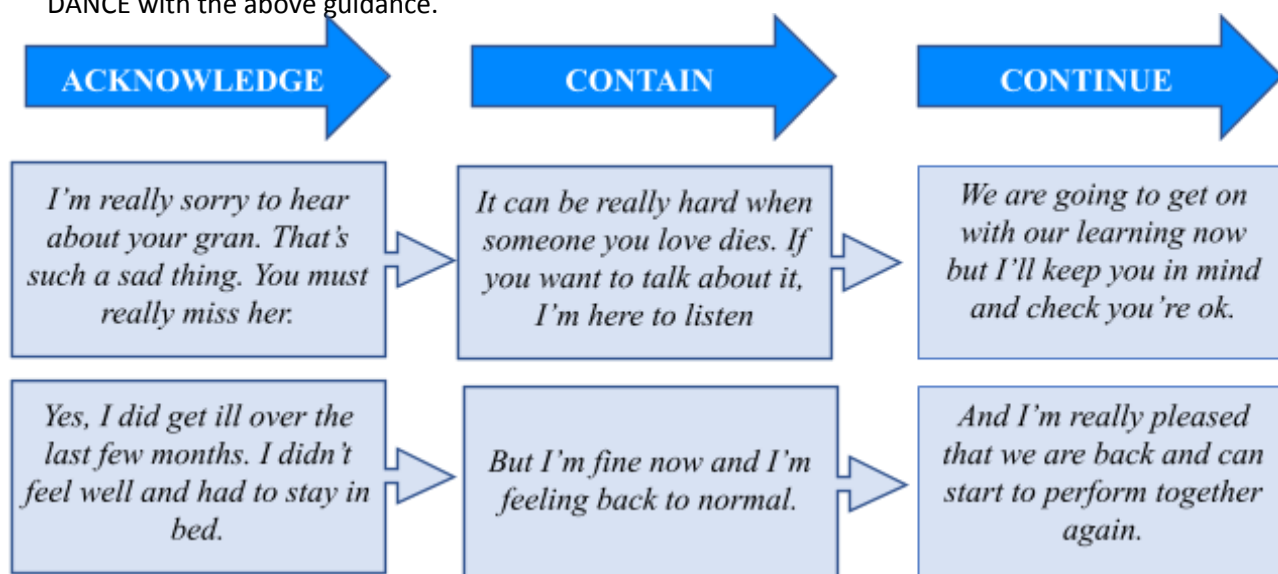 DANCE with the above guidance.
ACKNOWLEDGE
CONTAIN
CONTINUE
I'm really sorry to hear
about your gran. That's
such a sad thing. You must
really miss her.
It can be really hard when
someone you love dies. If
you want to talk about it,
I'm here to listen
We are going to get on
with our learning now
but I'll keep you in mind
and check you're ok.
Yes, I did get ill over the
last few months. I didn't
feel well and had to stay in
bed.
But I'm fine now and I'm
feeling back to normal.
And I'm really pleased
that we are back and can
start to perform together
again.